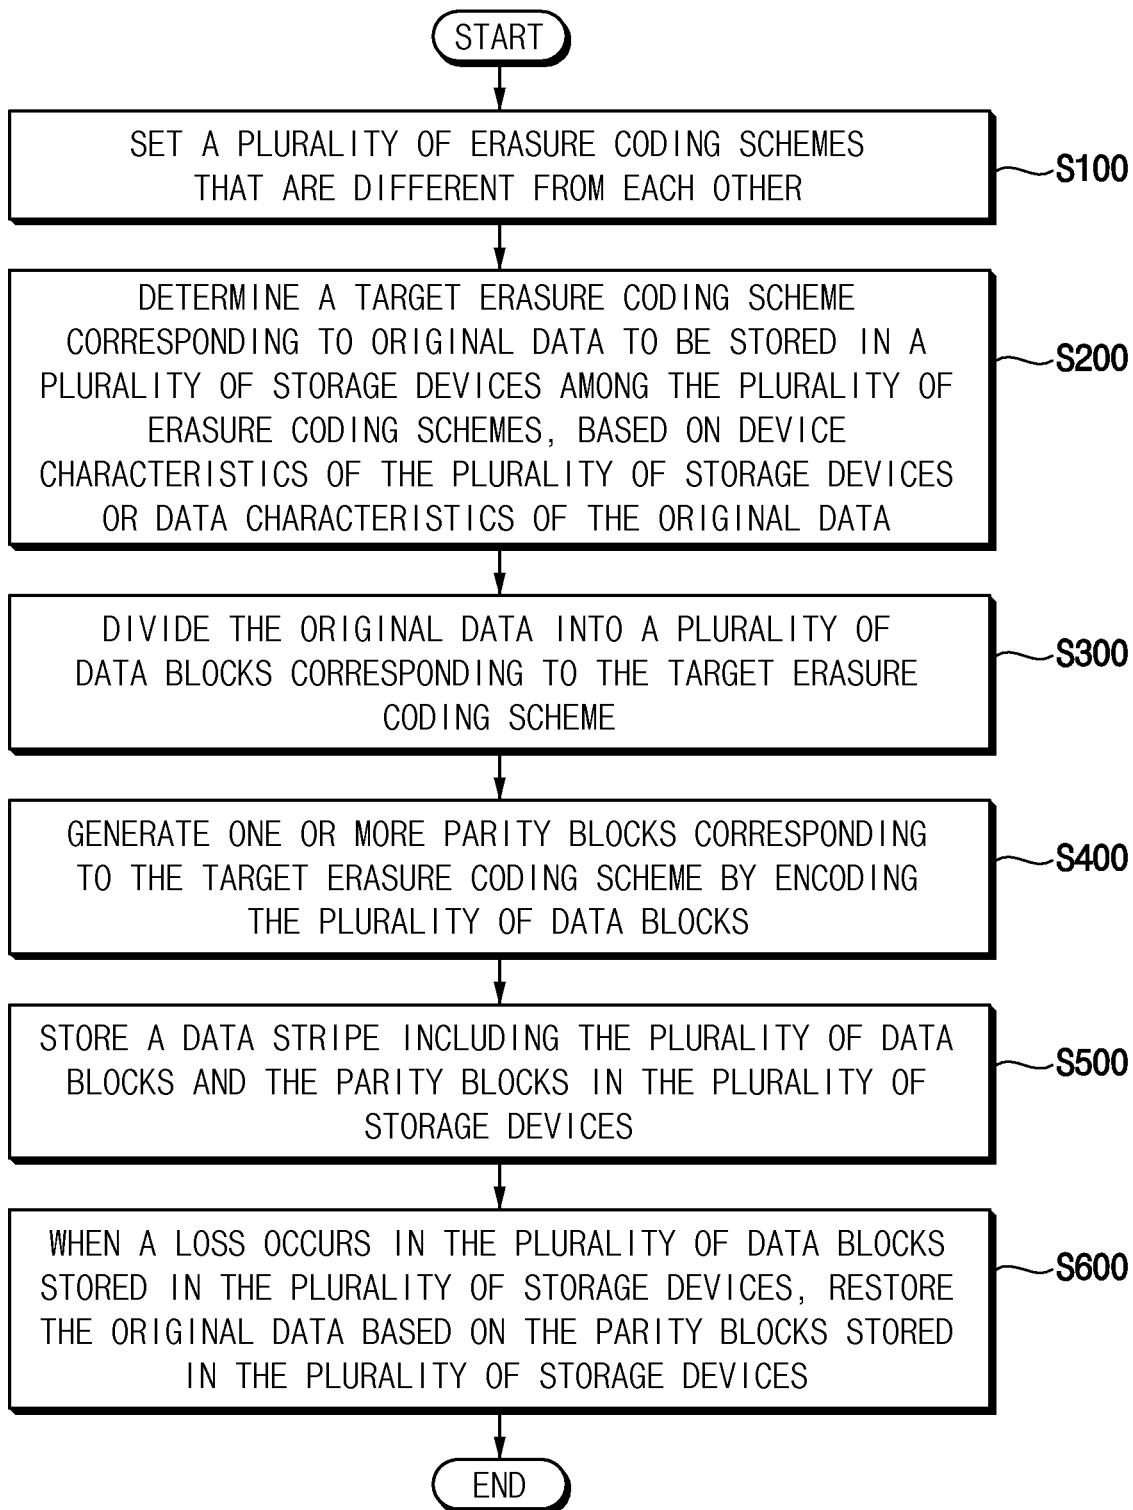 START
SET A PLURALITY OF ERASURE CODING SCHEMES
THAT ARE DIFFERENT FROM EACH OTHER
S100
DETERMINE A TARGET ERASURE CODING SCHEME
CORRESPONDING TO ORIGINAL DATA TO BE STORED IN A
PLURALITY OF STORAGE DEVICES AMONG THE PLURALITY OF
ERASURE CODING SCHEMES, BASED ON DEVICE
CHARACTERISTICS OF THE PLURALITY OF STORAGE DEVICES
OR DATA CHARACTERISTICS OF THE ORIGINAL DATA
S200
DIVIDE THE ORIGINAL DATA INTO A PLURALITY OF
DATA BLOCKS CORRESPONDING TO THE TARGET ERASURE
CODING SCHEME
S300
GENERATE ONE OR MORE PARITY BLOCKS CORRESPONDING
TO THE TARGET ERASURE CODING SCHEME BY ENCODING
THE PLURALITY OF DATA BLOCKS
S400
STORE A DATA STRIPE INCLUDING THE PLURALITY OF DATA
BLOCKS AND THE PARITY BLOCKS IN THE PLURALITY OF
STORAGE DEVICES
S500
WHEN A LOSS OCCURS IN THE PLURALITY OF DATA BLOCKS
STORED IN THE PLURALITY OF STORAGE DEVICES, RESTORE
THE ORIGINAL DATA BASED ON THE PARITY BLOCKS STORED
IN THE PLURALITY OF STORAGE DEVICES
S600
END